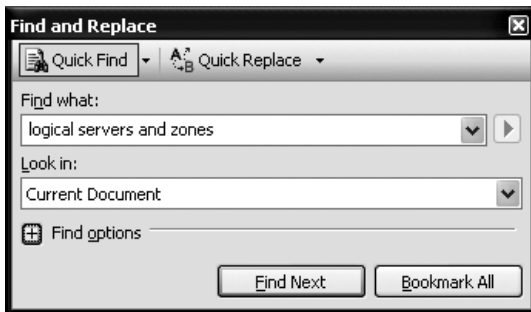 Find and Replace
Quick Find Quick Replace
Find what:
logical servers and zones
Look in:
Current Document
Find options
Find Next Bookmark All